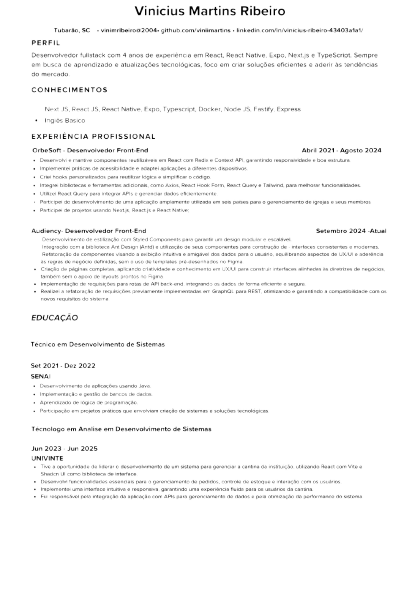 Vinicius Martins Ribeiro
Tubarão, SC • vinimribeiro2004• github.com/viniimartins • linkedin.com/in/vinicius-ribeiro-43403a1a1/
PERFIL
Desenvolvedor fullstack com 4 anos de experiência em React, React Native, Expo, Next.js e TypeScript. Sempre
em busca de aprendizado e atualizações tecnológicas, foco em criar soluções eficientes e aderir às tendências
do mercado.
CONHECIMENTOS
Next JS, React JS, React Native, Expo, Typescript, Docker, Node JS, Fastify, Express
• Inglês Básico
EXPERIÊNCIA PROFISSIONAL
OrbeSoft - Desenvolvedor Front-End Abril 2021 - Agosto 2024
• Desenvolvi e mantive componentes reutilizáveis em React com Redis e Context API, garantindo responsividade e boa estrutura.
• Implementei práticas de acessibilidade e adaptei aplicações a diferentes dispositivos.
• Criei hooks personalizados para reutilizar lógica e simplificar o código.
• Integrei bibliotecas e ferramentas adicionais, como Axios, React Hook Form, React Query e Tailwind, para melhorar funcionalidades.
• Utilizei React Query para integrar APIs e gerenciar dados eficientemente.
• Participei do desenvolvimento de uma aplicação amplamente utilizada em seis países para o gerenciamento de igrejas e seus membros.
• Participei de projetos usando Next.js, React.js e React Native;
Audiency- Desenvolvedor Front-End Setembro 2024 -Atual
Desenvolvimento de estilização com Styled Components para garantir um design modular e escalável.
Integração com a biblioteca Ant Design (Antd) e utilização de seus componentes para construção de interfaces consistentes e modernas.
Refatoração de componentes visando a exibição intuitiva e amigável dos dados para o usuário, equilibrando aspectos de UX/UI e aderência
às regras de negócio definidas, sem o uso de templates pré-desenhados no Figma.
• Criação de páginas completas, aplicando criatividade e conhecimento em UX/UI para construir interfaces alinhadas às diretrizes de negócios,
também sem o apoio de layouts prontos no Figma.
• Implementação de requisições para rotas de API back-end, integrando os dados de forma eficiente e segura.
• Realizei a refatoração de requisições previamente implementadas em GraphQL para REST, otimizando e garantindo a compatibilidade com os
novos requisitos do sistema.
EDUCAÇÃO
Tecnico em Desenvolvimento de Sistemas
Set 2021 - Dez 2022
SENAI
• Desenvolvimento de aplicações usando Java.
• Implementação e gestão de bancos de dados.
• Aprendizado de lógica de programação.
• Participação em projetos práticos que envolviam criação de sistemas e soluções tecnológicas.
Tecnologo em Analise em Desenvolvimento de Sistemas
Jun 2023 - Jun 2025
UNIVINTE
• Tive a oportunidade de liderar o desenvolvimento de um sistema para gerenciar a cantina da instituição, utilizando React com Vite e
Shadcn UI como biblioteca de interface.
• Desenvolvi funcionalidades essenciais para o gerenciamento de pedidos, controle de estoque e interação com os usuários.
• Implementei uma interface intuitiva e responsiva, garantindo uma experiência fluida para os usuários da cantina.
• Fui responsável pela integração da aplicação com APIs para gerenciamento de dados e pela otimização da performance do sistema.